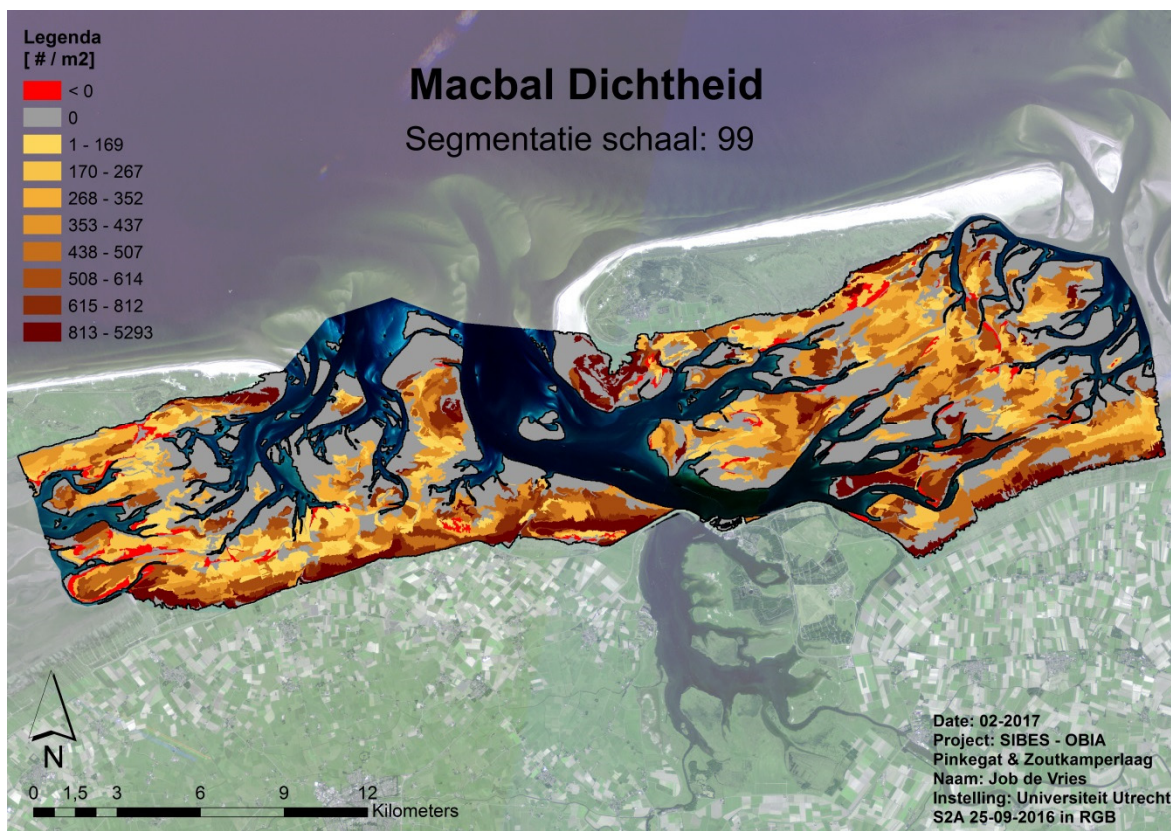 Legenda
[ # / m2]
< 0
0
1 - 169
170 - 267
268 - 352
353 - 437
438 - 507
508 - 614
615 - 812
813 - 5293
Macbal Dichtheid
Segmentatie schaal: 99
N
0 1,5 3 6 9 12
Kilometers
Date: 02-2017
Project: SIBES - OBIA
Pinkegat & Zoutkamperlaag
Naam: Job de Vries
Instelling: Universiteit Utrecht
S2A 25-09-2016 in RGB